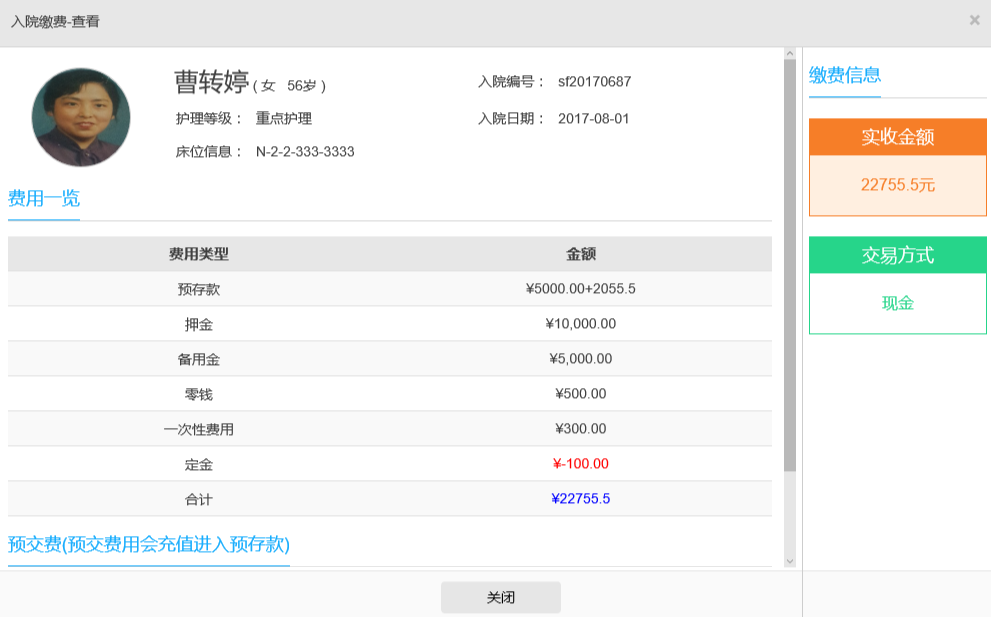 入院缴费-查看
×
曹转婷 ( 女 56岁 )
护理等级： 重点护理
床位信息： N-2-2-333-3333
入院编号： sf20170687
入院日期： 2017-08-01
费用一览
费用类型 金额
预存款 ¥5000.00+2055.5
押金 ¥10,000.00
备用金 ¥5,000.00
零钱 ¥500.00
一次性费用 ¥300.00
定金 ¥-100.00
合计 ¥22755.5
预交费(预交费用会充值进入预存款)
缴费信息
实收金额
22755.5元
交易方式
现金
关闭